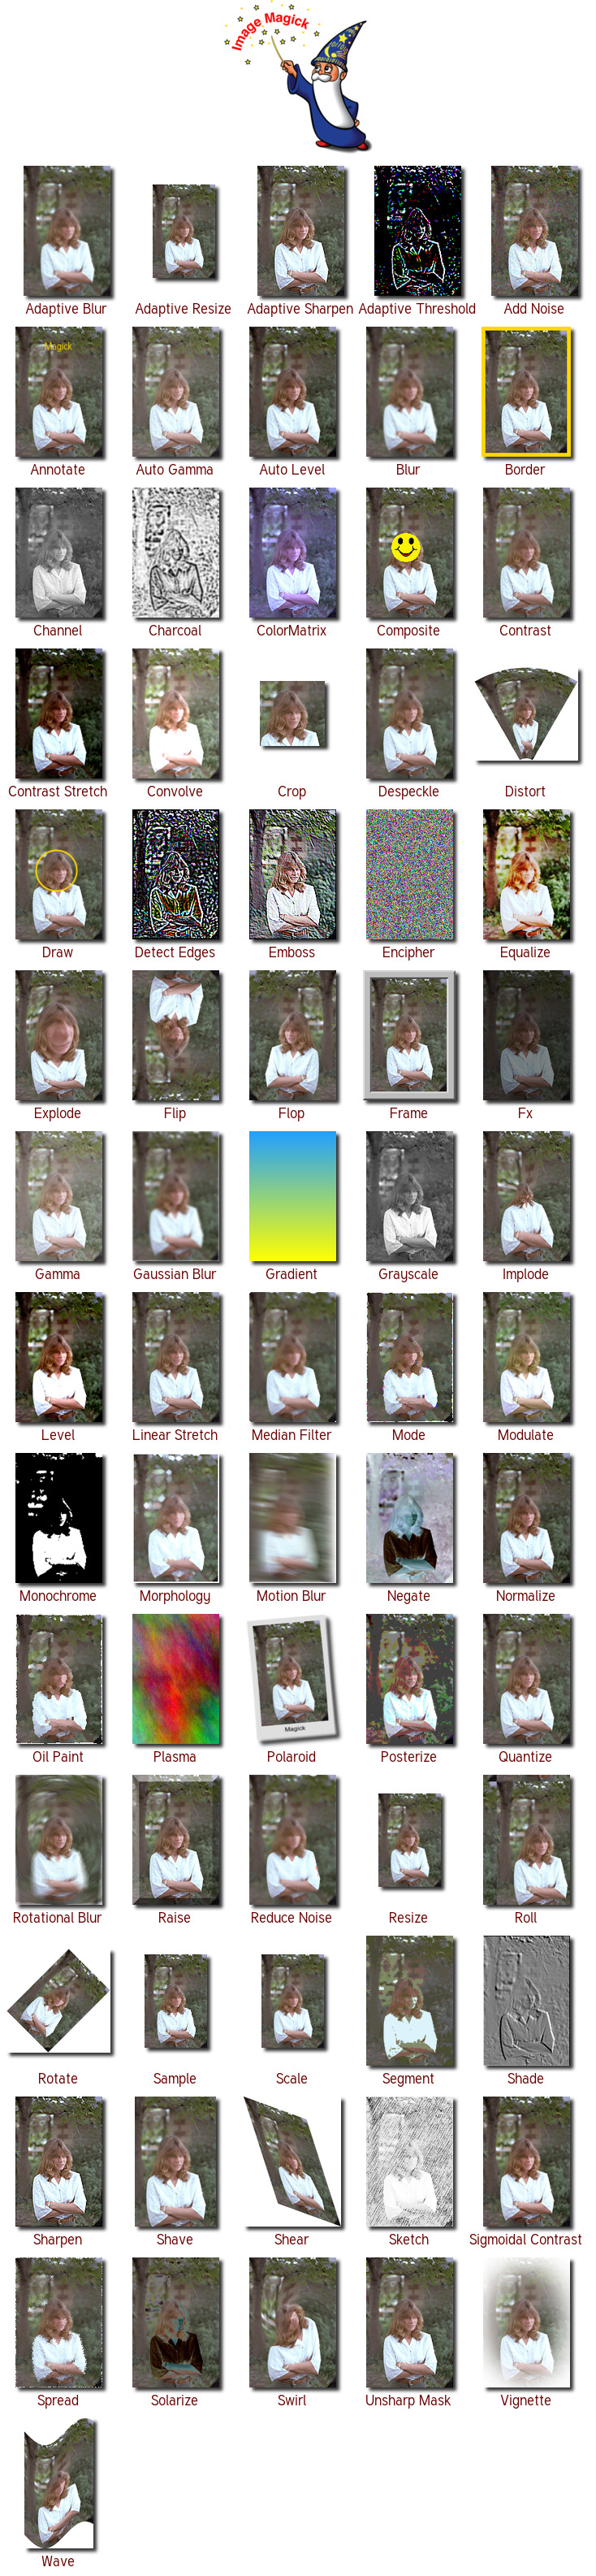 Image Magick
Adaptive Blur Adaptive Resize Adaptive Sharpen Adaptive Threshold Add Noise
Magick
Annotate Auto Gamma Auto Level Blur Border
Channel Charcoal ColorMatrix Composite Contrast
Contrast Stretch Convolve Crop Despeckle Distort
Draw Detect Edges Emboss Encipher Equalize
Explode Flip Flop Frame Fx
Gamma Gaussian Blur Gradient Grayscale Implode
Level Linear Stretch Median Filter Mode Modulate
Monochrome Morphology Motion Blur Negate Normalize
Magick
Oil Paint Plasma Polaroid Posterize Quantize
Rotational Blur Raise Reduce Noise Resize Roll
Rotate Sample Scale Segment Shade
Sharpen Shave Shear Sketch Sigmoidal Contrast
Spread Solarize Swirl Unsharp Mask Vignette
Wave